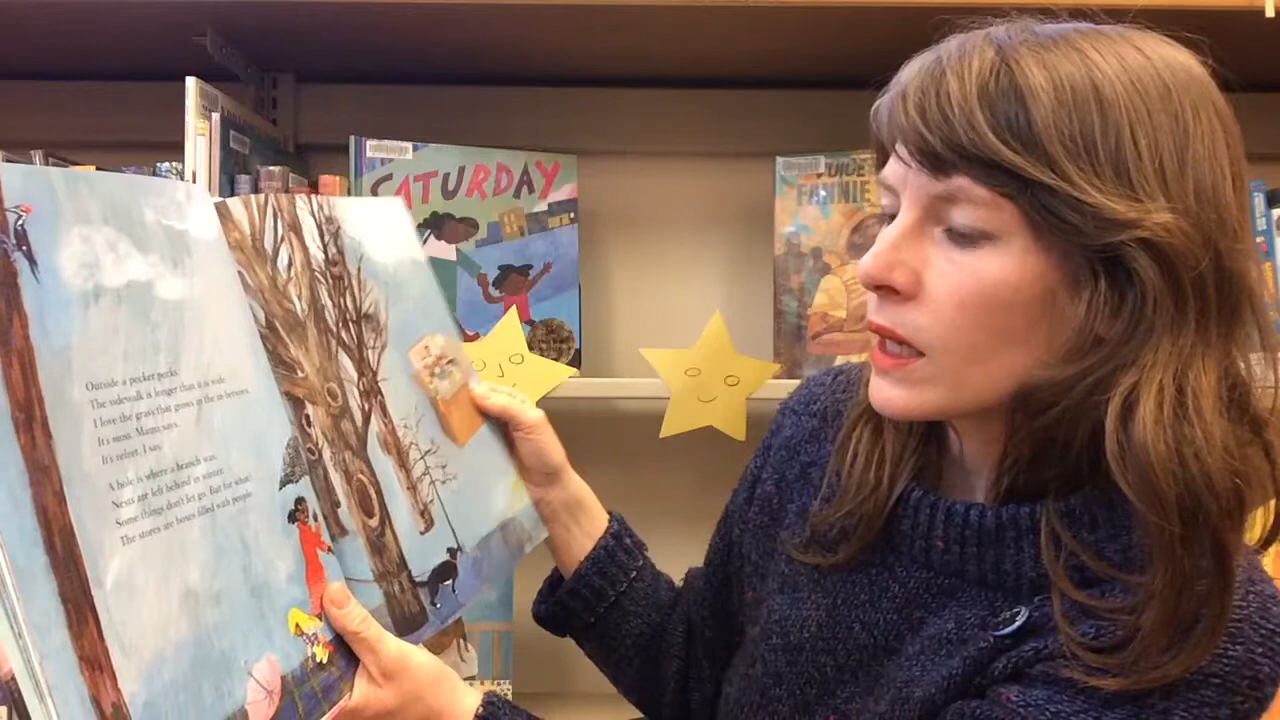 SATURDAY
FANNIE
Outside a pecker pecks.
The sidewalk is longer than it is wide.
I love the grass that grows in the in-betweens.
It's moss, Mama says.
It's velvet, I say.
A hole is where a branch was.
Nests are left behind in winter.
Some things don't let go. But for what?
The stores are boxes filled with people.